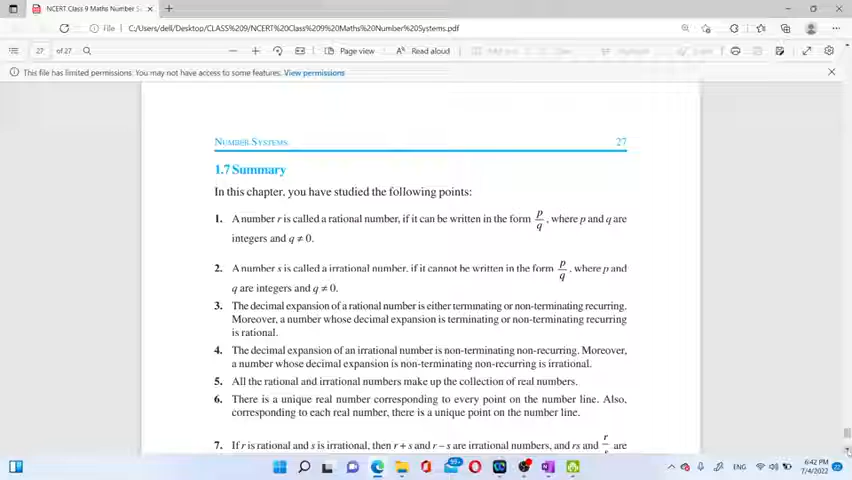 NCERT Class 9 Maths Number S
File
C:/Users/dell/Desktop/CLASS%209/NCERT%20Class%209%20Maths%20Number%20Systems.pdf
27 of 27
Page view
Read aloud
This file has limited permissions. You may not have access to some features. View permissions
NUMBER SYSTEMS 27
1.7 Summary
In this chapter, you have studied the following points:
1. A number r is called a rational number, if it can be written in the form p/q, where p and q are
integers and q ≠ 0.
2. A number s is called a irrational number, if it cannot be written in the form p/q, where p and
q are integers and q ≠ 0.
3. The decimal expansion of a rational number is either terminating or non-terminating recurring.
Moreover, a number whose decimal expansion is terminating or non-terminating recurring
is rational.
4. The decimal expansion of an irrational number is non-terminating non-recurring. Moreover,
a number whose decimal expansion is non-terminating non-recurring is irrational.
5. All the rational and irrational numbers make up the collection of real numbers.
6. There is a unique real number corresponding to every point on the number line. Also,
corresponding to each real number, there is a unique point on the number line.
7. If r is rational and s is irrational, then r + s and r – s are irrational numbers, and rs and r/s are
99+
ENG
6:42 PM
7/4/2022